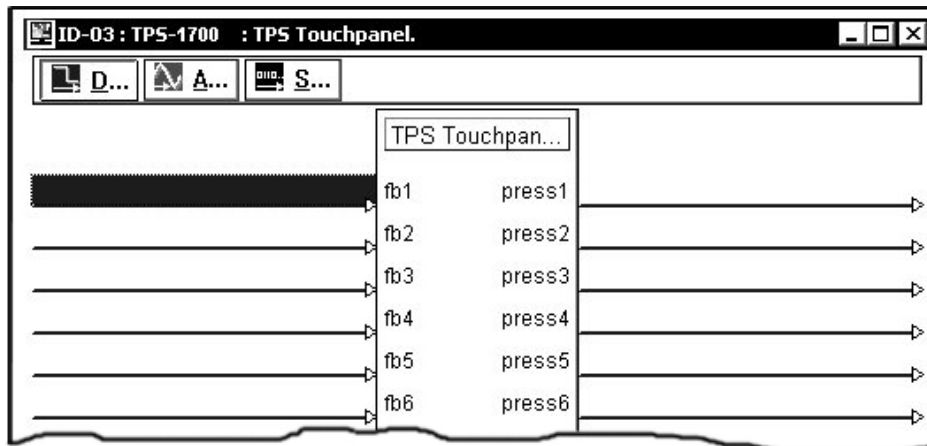 ID-03 : TPS-1700 : TPS Touchpanel.
D... A... S...
TPS Touchpan...
fb1 press1
fb2 press2
fb3 press3
fb4 press4
fb5 press5
fb6 press6